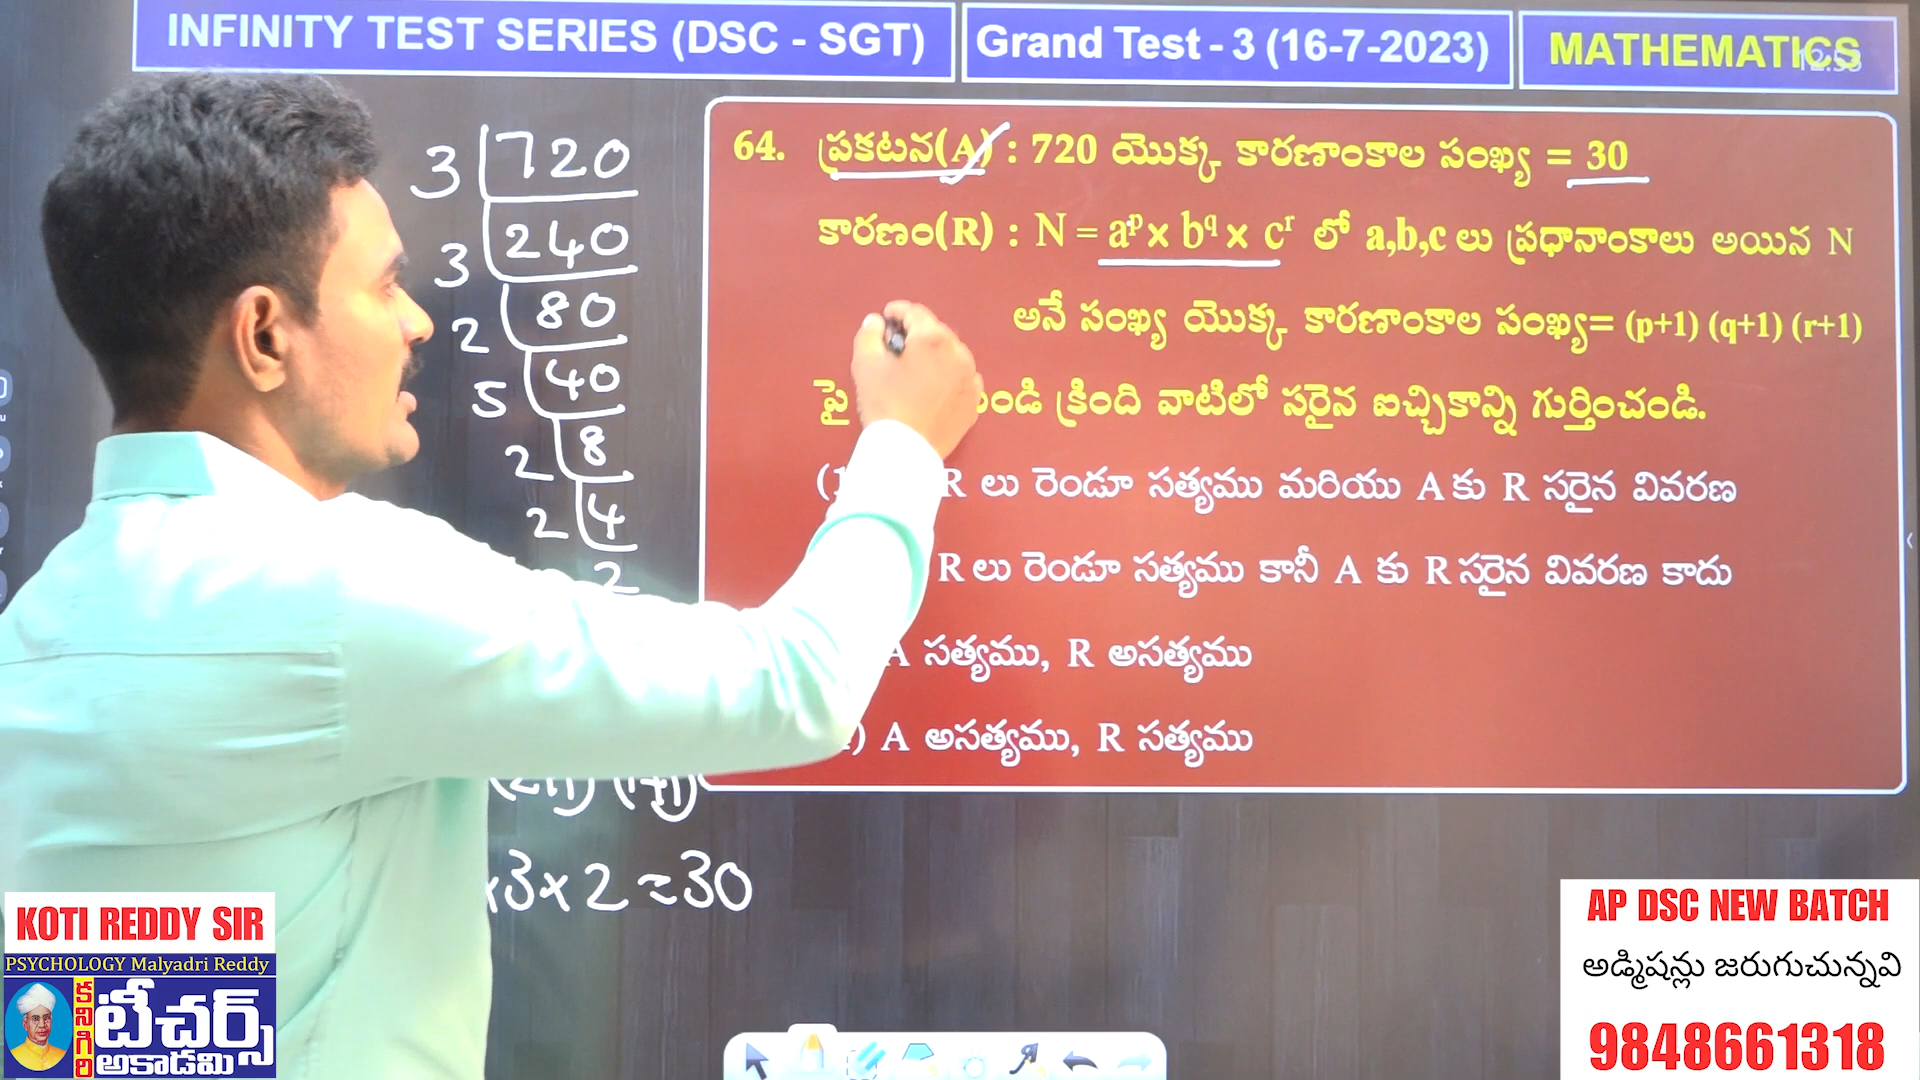 INFINITY TEST SERIES (DSC - SGT)
Grand Test - 3 (16-7-2023)
MATHEMATICS
3 720
3 240
2 80
5 40
2 8
2 4
2
64. ప్రకటన(A) : 720 యొక్క కారణాంకాల సంఖ్య = 30
కారణం(R) : N = aᵖ× b^q × cʳ లో a,b,c లు ప్రధానాంకాలు అయిన N
అనే సంఖ్య యొక్క కారణాంకాల సంఖ్య= (p+1) (q+1) (r+1)
పై క్రింది వాటిలో సరైన ఐచ్చికాన్ని గుర్తించండి.
R లు రెండూ సత్యము మరియు A కు R సరైన వివరణ
R లు రెండూ సత్యము కానీ A కు R సరైన వివరణ కాదు
A సత్యము, R అసత్యము
) A అసత్యము, R సత్యము
×3×2=30
KOTI REDDY SIR
PSYCHOLOGY Malyadri Reddy
కనిగిరి
టీచర్స్
అకాడమి
AP DSC NEW BATCH
అడ్మిషన్లు జరుగుచున్నవి
9848661318